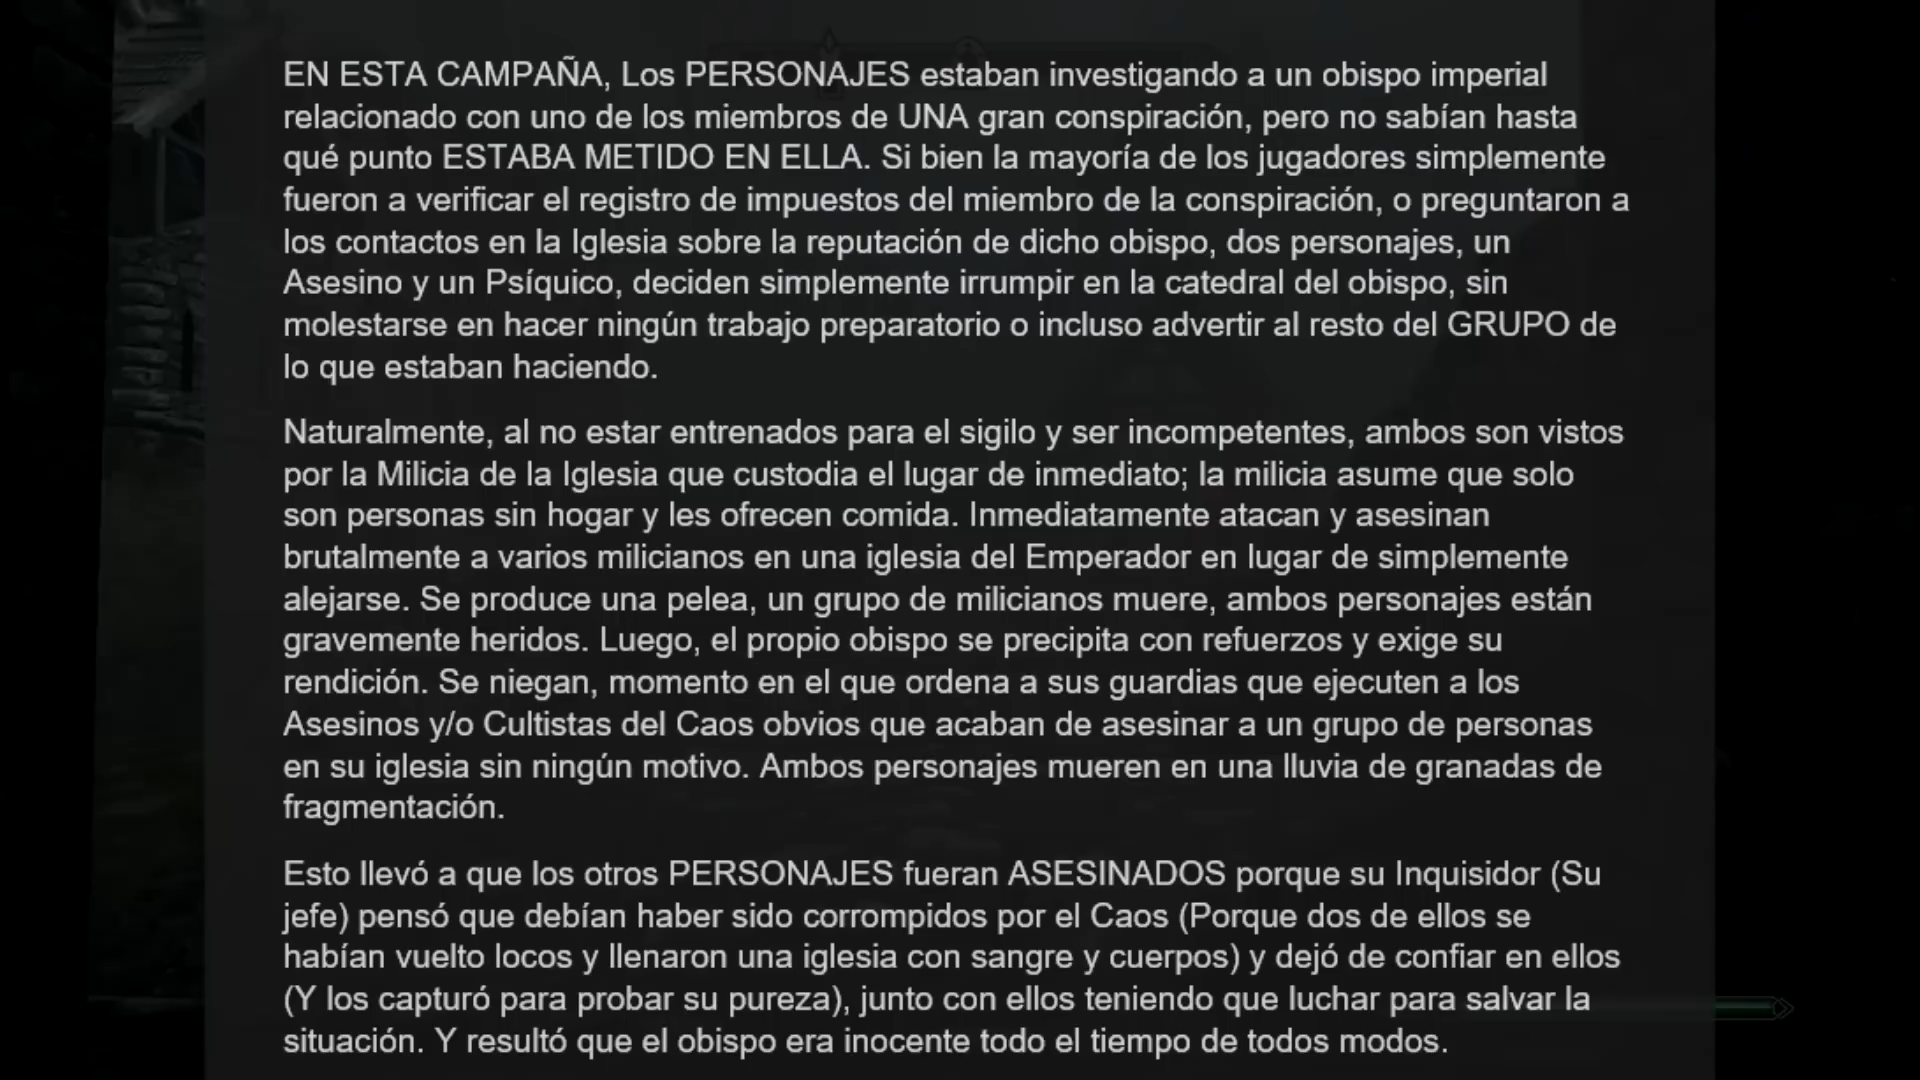 EN ESTA CAMPAÑA, Los PERSONAJES estaban investigando a un obispo imperial
relacionado con uno de los miembros de UNA gran conspiración, pero no sabían hasta
qué punto ESTABA METIDO EN ELLA. Si bien la mayoría de los jugadores simplemente
fueron a verificar el registro de impuestos del miembro de la conspiración, o preguntaron a
los contactos en la Iglesia sobre la reputación de dicho obispo, dos personajes, un
Asesino y un Psíquico, deciden simplemente irrumpir en la catedral del obispo, sin
molestarse en hacer ningún trabajo preparatorio o incluso advertir al resto del GRUPO de
lo que estaban haciendo.
Naturalmente, al no estar entrenados para el sigilo y ser incompetentes, ambos son vistos
por la Milicia de la Iglesia que custodia el lugar de inmediato; la milicia asume que solo
son personas sin hogar y les ofrecen comida. Inmediatamente atacan y asesinan
brutalmente a varios milicianos en una iglesia del Emperador en lugar de simplemente
alejarse. Se produce una pelea, un grupo de milicianos muere, ambos personajes están
gravemente heridos. Luego, el propio obispo se precipita con refuerzos y exige su
rendición. Se niegan, momento en el que ordena a sus guardias que ejecuten a los
Asesinos y/o Cultistas del Caos obvios que acaban de asesinar a un grupo de personas
en su iglesia sin ningún motivo. Ambos personajes mueren en una lluvia de granadas de
fragmentación.
Esto llevó a que los otros PERSONAJES fueran ASESINADOS porque su Inquisidor (Su
jefe) pensó que debían haber sido corrompidos por el Caos (Porque dos de ellos se
habían vuelto locos y llenaron una iglesia con sangre y cuerpos) y dejó de confiar en ellos
(Y los capturó para probar su pureza), junto con ellos teniendo que luchar para salvar la
situación. Y resultó que el obispo era inocente todo el tiempo de todos modos.